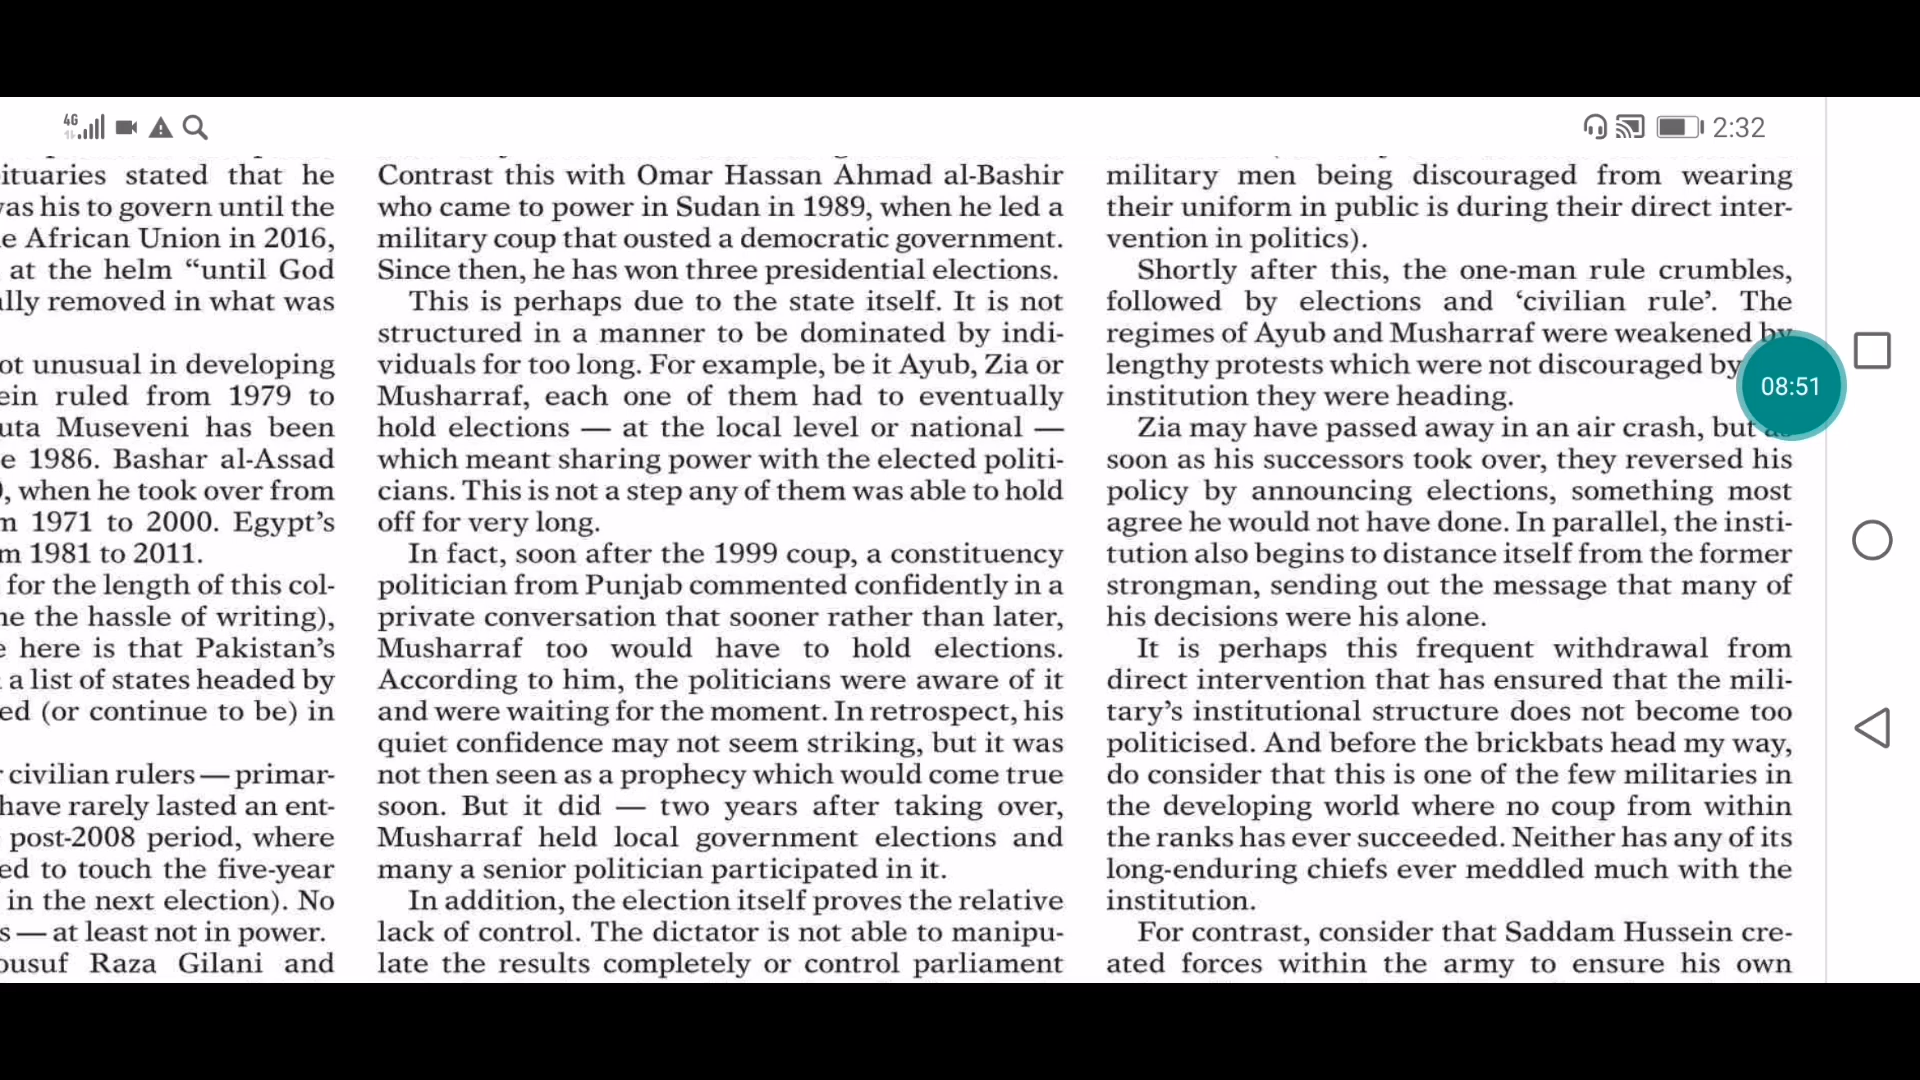 4G
2:32
ituaries stated that he
as his to govern until the
e African Union in 2016,
at the helm “until God
ally removed in what was
ot unusual in developing
ein ruled from 1979 to
uta Museveni has been
e 1986. Bashar al-Assad
, when he took over from
m 1971 to 2000. Egypt’s
m 1981 to 2011.
for the length of this col-
me the hassle of writing),
e here is that Pakistan’s
a list of states headed by
ed (or continue to be) in
r civilian rulers — primar-
have rarely lasted an ent-
post-2008 period, where
ed to touch the five-year
in the next election). No
s — at least not in power.
ousuf Raza Gilani and
Contrast this with Omar Hassan Ahmad al-Bashir
who came to power in Sudan in 1989, when he led a
military coup that ousted a democratic government.
Since then, he has won three presidential elections.
This is perhaps due to the state itself. It is not
structured in a manner to be dominated by indi-
viduals for too long. For example, be it Ayub, Zia or
Musharraf, each one of them had to eventually
hold elections — at the local level or national —
which meant sharing power with the elected politi-
cians. This is not a step any of them was able to hold
off for very long.
In fact, soon after the 1999 coup, a constituency
politician from Punjab commented confidently in a
private conversation that sooner rather than later,
Musharraf too would have to hold elections.
According to him, the politicians were aware of it
and were waiting for the moment. In retrospect, his
quiet confidence may not seem striking, but it was
not then seen as a prophecy which would come true
soon. But it did — two years after taking over,
Musharraf held local government elections and
many a senior politician participated in it.
In addition, the election itself proves the relative
lack of control. The dictator is not able to manipu-
late the results completely or control parliament
military men being discouraged from wearing
their uniform in public is during their direct inter-
vention in politics).
Shortly after this, the one-man rule crumbles,
followed by elections and ‘civilian rule’. The
regimes of Ayub and Musharraf were weakened by
lengthy protests which were not discouraged by
institution they were heading.
Zia may have passed away in an air crash, but as
soon as his successors took over, they reversed his
policy by announcing elections, something most
agree he would not have done. In parallel, the insti-
tution also begins to distance itself from the former
strongman, sending out the message that many of
his decisions were his alone.
It is perhaps this frequent withdrawal from
direct intervention that has ensured that the mili-
tary’s institutional structure does not become too
politicised. And before the brickbats head my way,
do consider that this is one of the few militaries in
the developing world where no coup from within
the ranks has ever succeeded. Neither has any of its
long-enduring chiefs ever meddled much with the
institution.
For contrast, consider that Saddam Hussein cre-
ated forces within the army to ensure his own
08:51